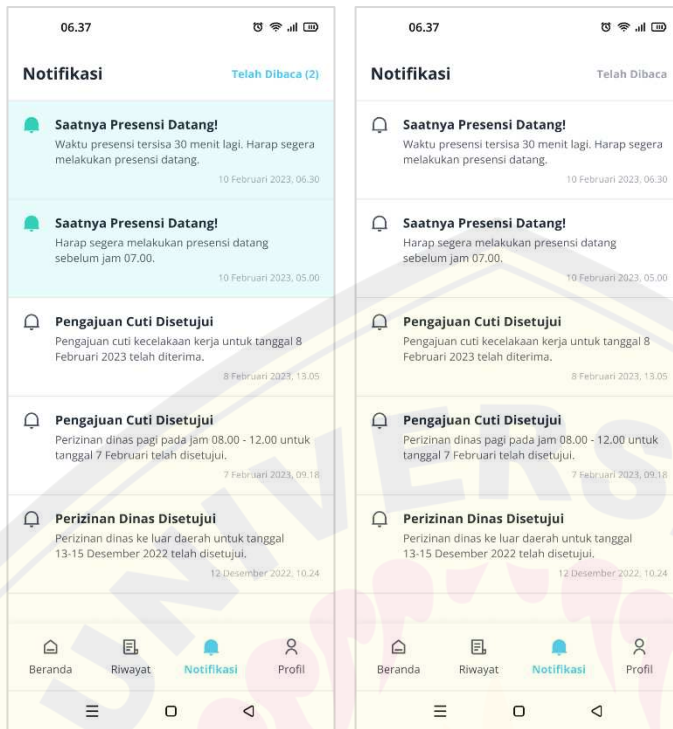 06.37
Notifikasi
Telah Dibaca (2)
Saatnya Presensi Datang!
Waktu presensi tersisa 30 menit lagi. Harap segera
melakukan presensi datang.
10 Februari 2023, 06.30
Saatnya Presensi Datang!
Harap segera melakukan presensi datang
sebelum jam 07.00.
10 Februari 2023, 05.00
Pengajuan Cuti Disetujui
Pengajuan cuti kecelakaan kerja untuk tanggal 8
Februari 2023 telah diterima.
8 Februari 2023, 13.05
Pengajuan Cuti Disetujui
Perizinan dinas pagi pada jam 08.00 - 12.00 untuk
tanggal 7 Februari telah disetujui.
7 Februari 2023, 09.18
Perizinan Dinas Disetujui
Perizinan dinas ke luar daerah untuk tanggal
13-15 Desember 2022 telah disetujui.
12 Desember 2022, 10.24
Beranda
Riwayat
Notifikasi
Profil
06.37
Notifikasi
Telah Dibaca
Saatnya Presensi Datang!
Waktu presensi tersisa 30 menit lagi. Harap segera
melakukan presensi datang.
10 Februari 2023, 06.30
Saatnya Presensi Datang!
Harap segera melakukan presensi datang
sebelum jam 07.00.
10 Februari 2023, 05.00
Pengajuan Cuti Disetujui
Pengajuan cuti kecelakaan kerja untuk tanggal 8
Februari 2023 telah diterima.
8 Februari 2023, 13.05
Pengajuan Cuti Disetujui
Perizinan dinas pagi pada jam 08.00 - 12.00 untuk
tanggal 7 Februari telah disetujui.
7 Februari 2023, 09.18
Perizinan Dinas Disetujui
Perizinan dinas ke luar daerah untuk tanggal
13-15 Desember 2022 telah disetujui.
12 Desember 2022, 10.24
Beranda
Riwayat
Notifikasi
Profil
UNIVERS